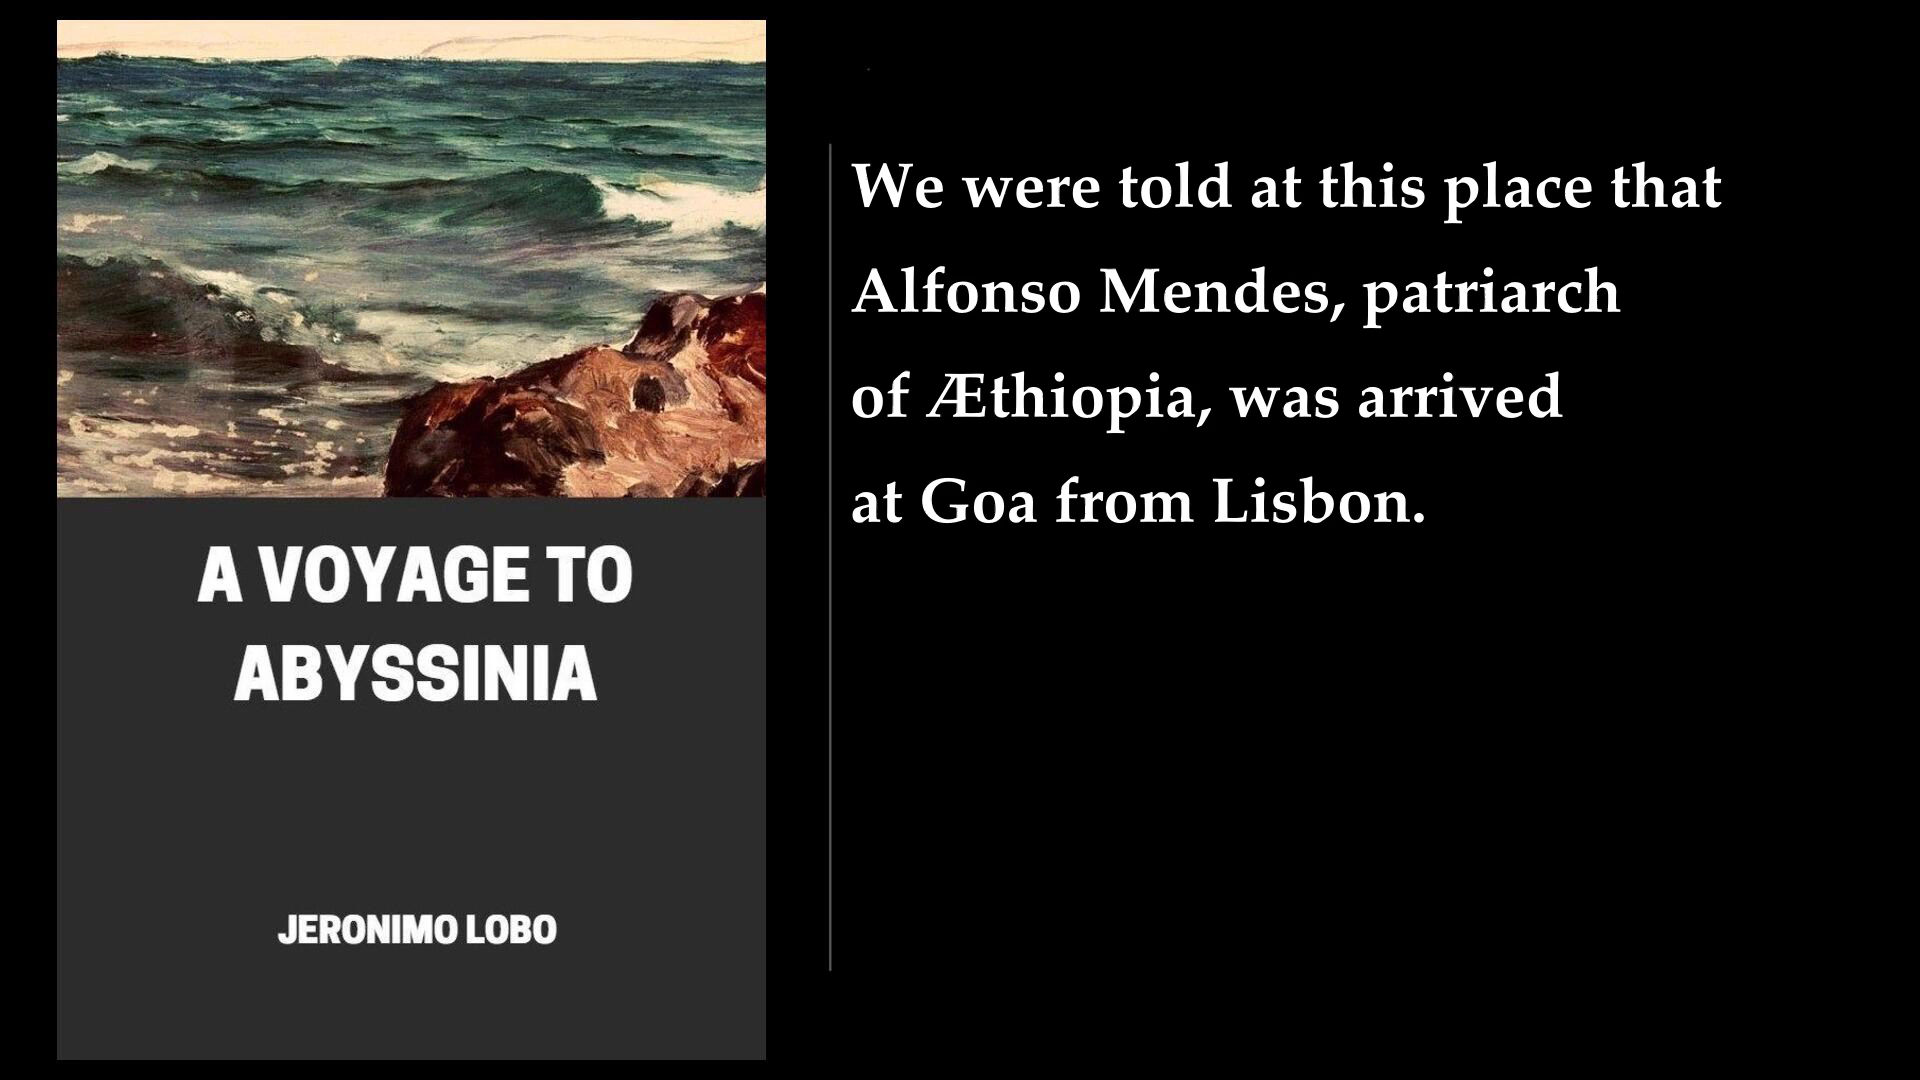 A VOYAGE TO
ABYSSINIA
JERONIMO LOBO
We were told at this place that
Alfonso Mendes, patriarch
of Æthiopia, was arrived
at Goa from Lisbon.